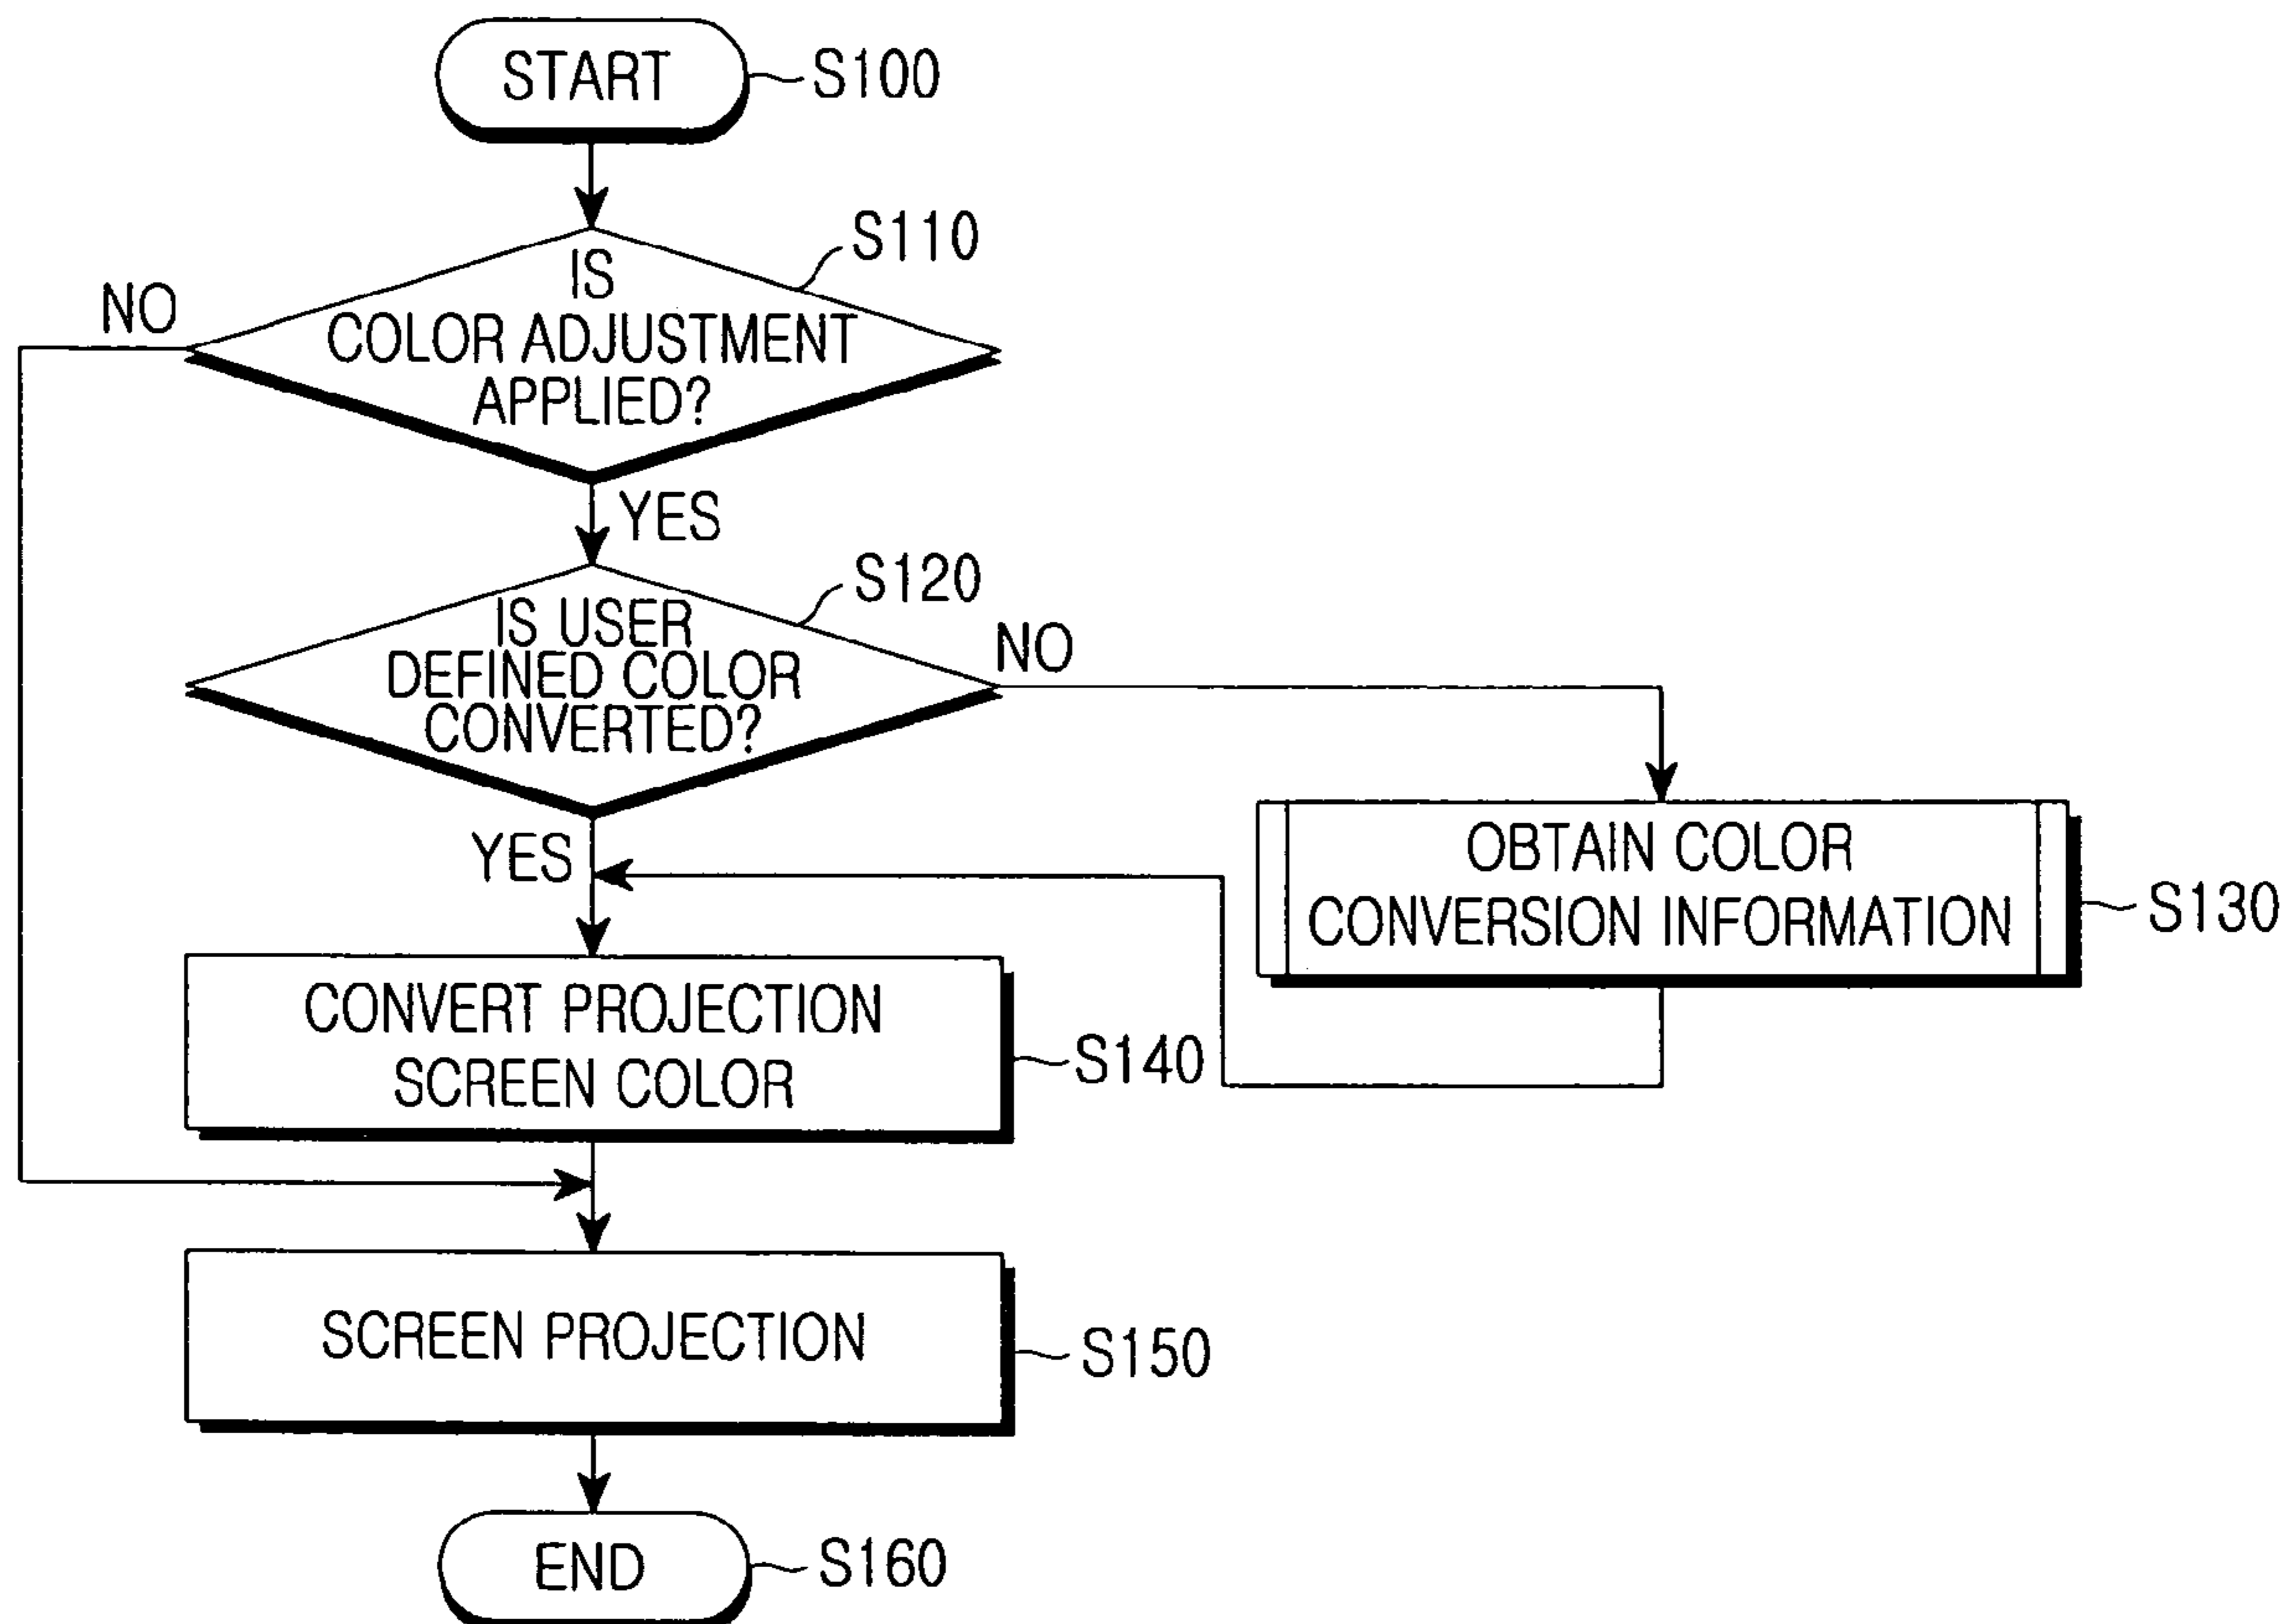 START
S100
S110
NO
IS
COLOR ADJUSTMENT
APPLIED?
YES
S120
IS USER
DEFINED COLOR
CONVERTED?
NO
YES
OBTAIN COLOR
CONVERSION INFORMATION
S130
CONVERT PROJECTION
SCREEN COLOR
S140
SCREEN PROJECTION
S150
END
S160